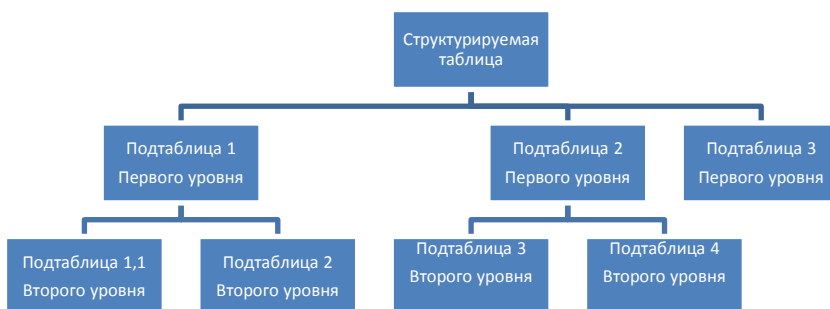 Структурируемая
таблица
Подтаблица 1
Первого уровня
Подтаблица 2
Первого уровня
Подтаблица 3
Первого уровня
Подтаблица 1,1
Второго уровня
Подтаблица 2
Второго уровня
Подтаблица 3
Второго уровня
Подтаблица 4
Второго уровня